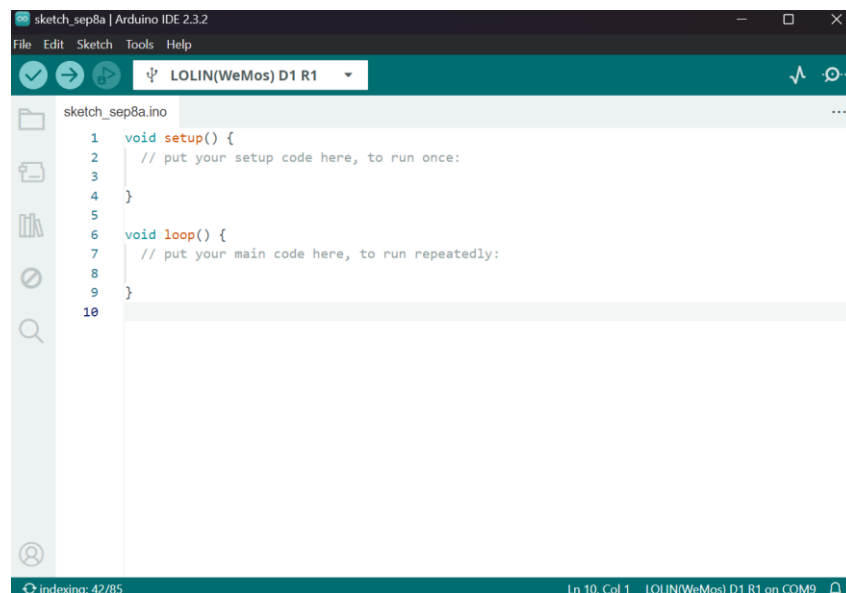 sketch_sep8a | Arduino IDE 2.3.2
File Edit Sketch Tools Help
LOLIN(WeMos) D1 R1
sketch_sep8a.ino
1 void setup() {
2 // put your setup code here, to run once:
3
4 }
5
6 void loop() {
7 // put your main code here, to run repeatedly:
8
9 }
10
indexing: 42/85 Ln 10, Col 1 LOLIN(WeMos) D1 R1 on COM9